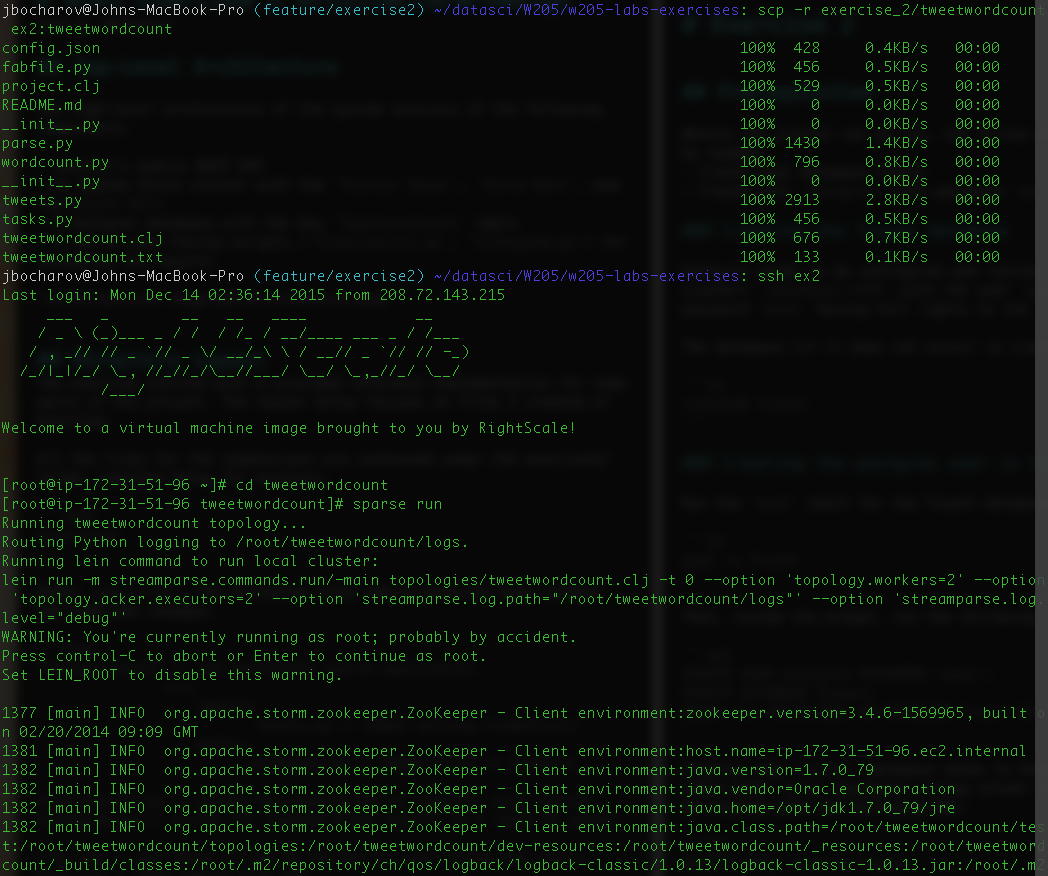 jbocharov@Johns-MacBook-Pro (feature/exercise2) ~/datasci/W205/w205-labs-exercises: scp -r exercise_2/tweetwordcount
 ex2:tweetwordcount
config.json                                   100%  428     0.4KB/s   00:00
fabfile.py                                    100%  456     0.5KB/s   00:00
project.clj                                   100%  529     0.5KB/s   00:00
README.md                                     100%    0     0.0KB/s   00:00
__init__.py                                   100%    0     0.0KB/s   00:00
parse.py                                      100% 1430     1.4KB/s   00:00
wordcount.py                                  100%  796     0.8KB/s   00:00
__init__.py                                   100%    0     0.0KB/s   00:00
tweets.py                                     100% 2913     2.8KB/s   00:00
tasks.py                                      100%  456     0.5KB/s   00:00
tweetwordcount.clj                            100%  676     0.7KB/s   00:00
tweetwordcount.txt                            100%  133     0.1KB/s   00:00
jbocharov@Johns-MacBook-Pro (feature/exercise2) ~/datasci/W205/w205-labs-exercises: ssh ex2
Last login: Mon Dec 14 02:36:14 2015 from 208.72.143.215
RightScale
Welcome to a virtual machine image brought to you by RightScale!
[root@ip-172-31-51-96 ~]# cd tweetwordcount
[root@ip-172-31-51-96 tweetwordcount]# sparse run
Running tweetwordcount topology...
Routing Python logging to /root/tweetwordcount/logs.
Running lein command to run local cluster:
lein run -m streamparse.commands.run/-main topologies/tweetwordcount.clj -t 0 --option 'topology.workers=2' --option
 'topology.acker.executors=2' --option 'streamparse.log.path="/root/tweetwordcount/logs"' --option 'streamparse.log.
level="debug"'
WARNING: You're currently running as root; probably by accident.
Press control-C to abort or Enter to continue as root.
Set LEIN_ROOT to disable this warning.
1377 [main] INFO  org.apache.storm.zookeeper.ZooKeeper - Client environment:zookeeper.version=3.4.6-1569965, built o
n 02/20/2014 09:09 GMT
1381 [main] INFO  org.apache.storm.zookeeper.ZooKeeper - Client environment:host.name=ip-172-31-51-96.ec2.internal
1382 [main] INFO  org.apache.storm.zookeeper.ZooKeeper - Client environment:java.version=1.7.0_79
1382 [main] INFO  org.apache.storm.zookeeper.ZooKeeper - Client environment:java.vendor=Oracle Corporation
1382 [main] INFO  org.apache.storm.zookeeper.ZooKeeper - Client environment:java.home=/opt/jdk1.7.0_79/jre
1382 [main] INFO  org.apache.storm.zookeeper.ZooKeeper - Client environment:java.class.path=/root/tweetwordcount/tes
t:/root/tweetwordcount/topologies:/root/tweetwordcount/dev-resources:/root/tweetwordcount/_resources:/root/tweetword
count/_build/classes:/root/.m2/repository/ch/qos/logback/logback-classic/1.0.13/logback-classic-1.0.13.jar:/root/.m2